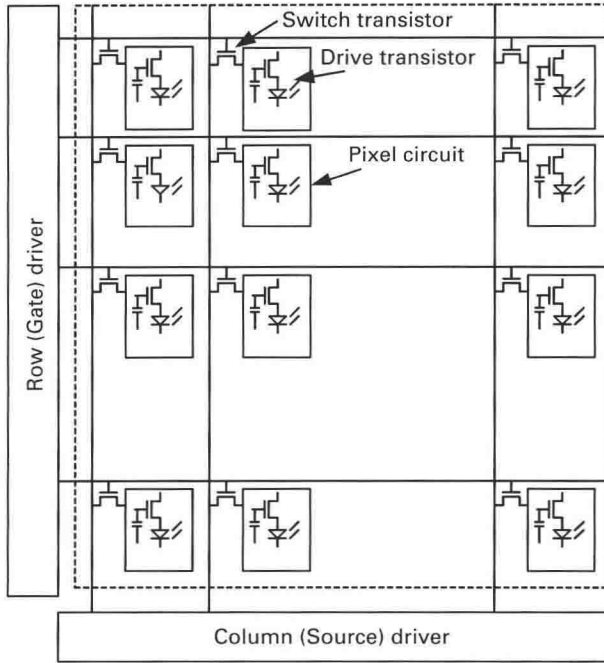 Switch transistor
Drive transistor
Pixel circuit
Row (Gate) driver
Column (Source) driver